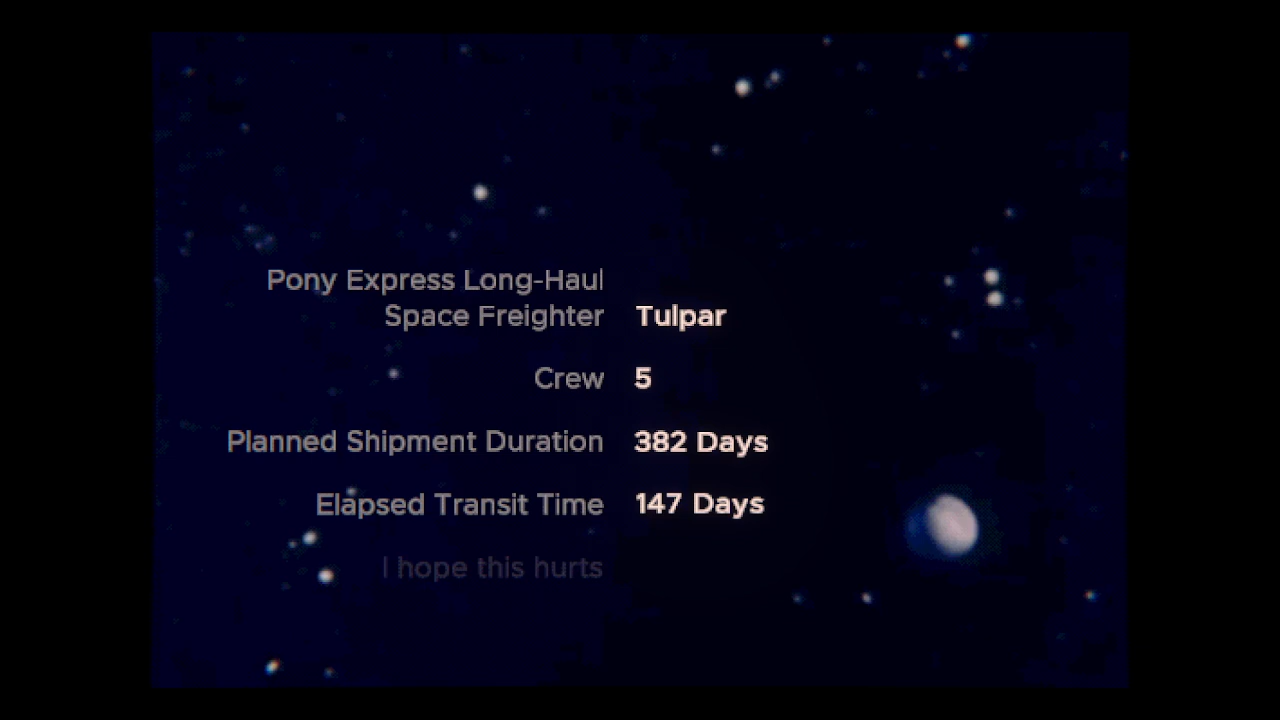 Pony Express Long-Haul
Space Freighter Tulpar
Crew 5
Planned Shipment Duration 382 Days
Elapsed Transit Time 147 Days
I hope this hurts